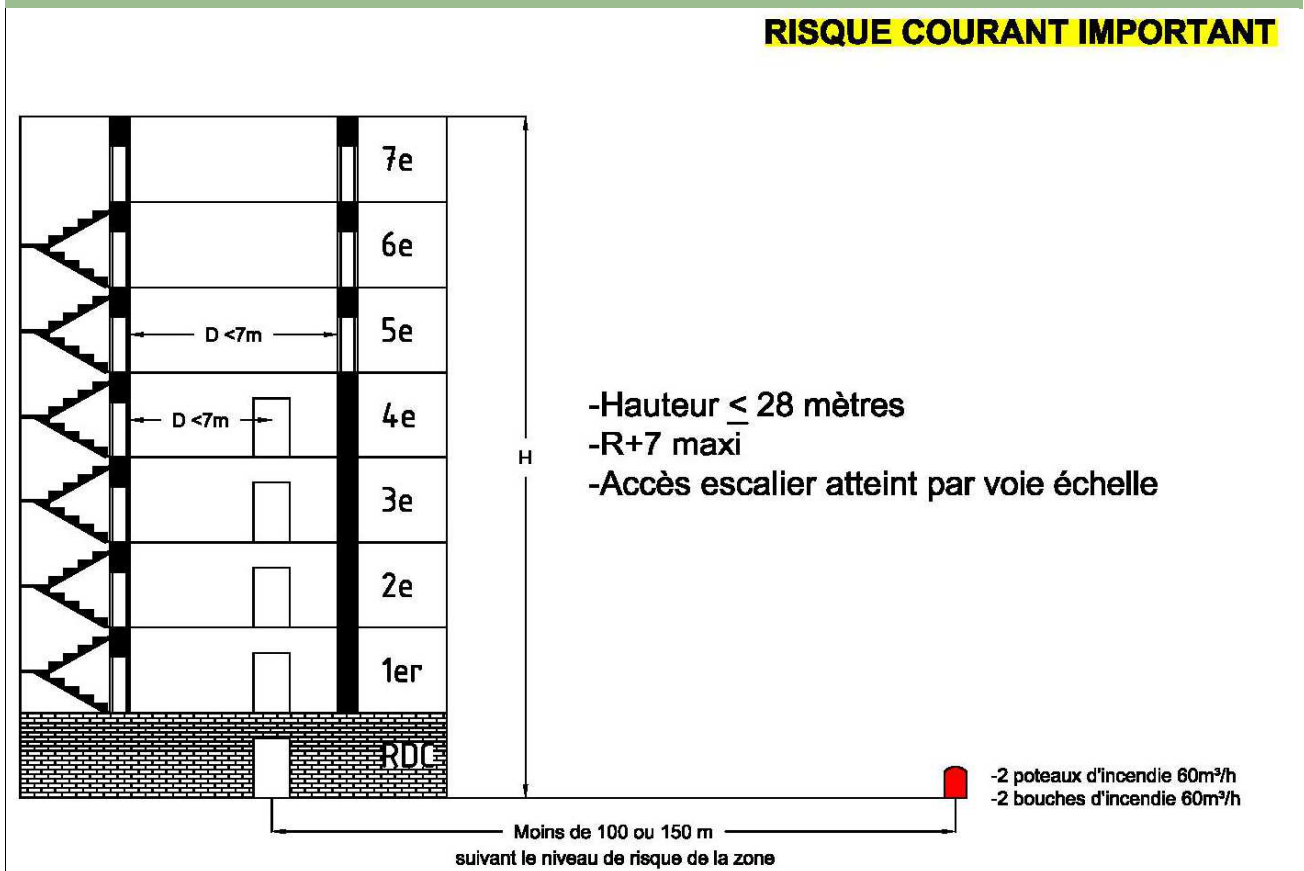 RISQUE COURANT IMPORTANT
7e
6e
D <7m
5e
D <7m
4e
3e
2e
1er
RDC
H
-Hauteur ≤ 28 mètres
-R+7 maxi
-Accès escalier atteint par voie échelle
-2 poteaux d'incendie 60m³/h
-2 bouches d'incendie 60m³/h
Moins de 100 ou 150 m
suivant le niveau de risque de la zone